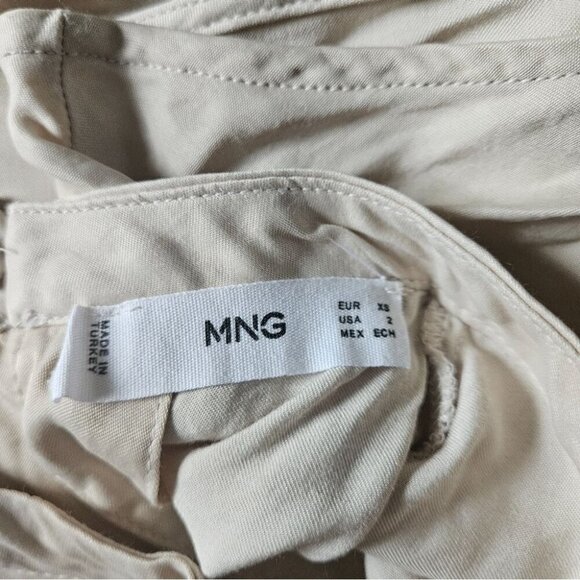 MADE IN
TURKEY
MNG
EUR XS
USA 2
MEX ECH